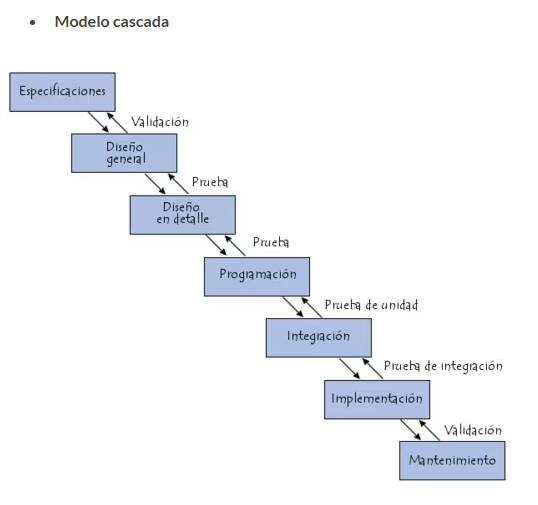 Modelo cascada
Especificaciones
Validación
Diseño
general
Prueba
Diseño
en detalle
Prueba
Programación
Prueba de unidad
Integración
Prueba de integración
Implementación
Validación
Mantenimiento